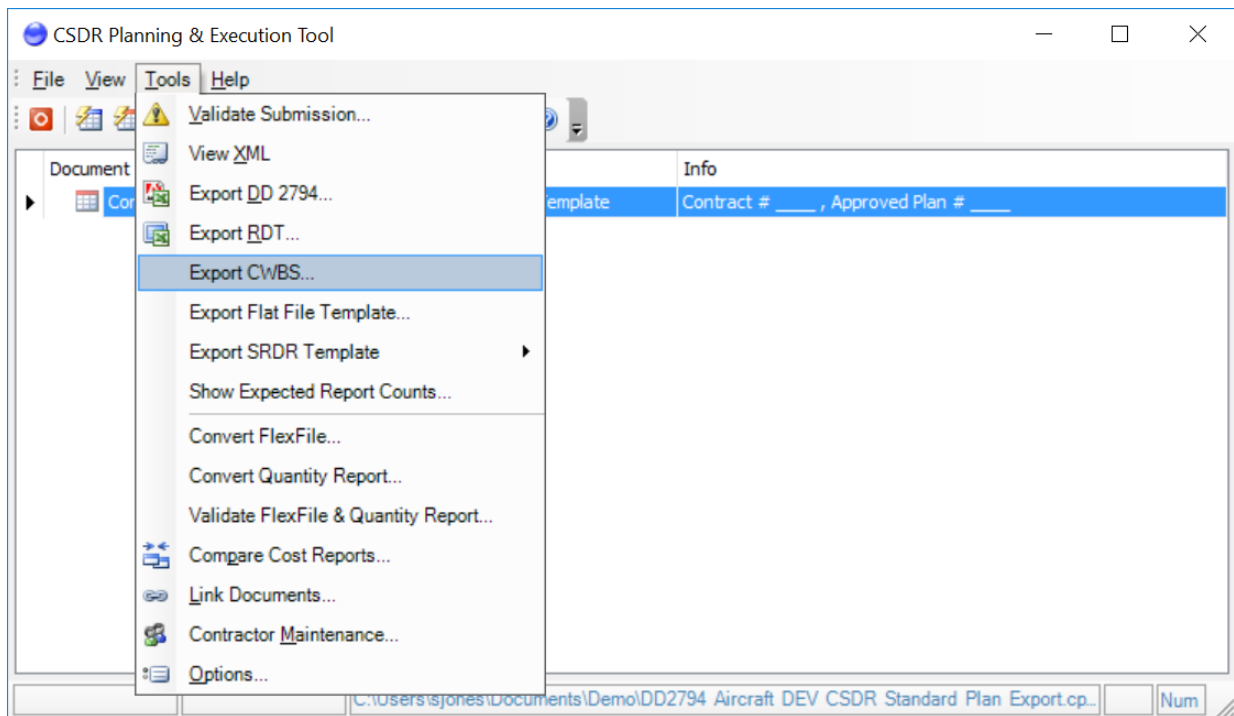 CSDR Planning & Execution Tool
File View Tools Help
Validate Submission...
Document Info
View XML
Export DD 2794...
Contract # ____ , Approved Plan # ____
Export RDT...
Export CWBS...
Export Flat File Template...
Export SRDR Template
Show Expected Report Counts...
Convert FlexFile...
Convert Quantity Report...
Validate FlexFile & Quantity Report...
Compare Cost Reports...
Link Documents...
Contractor Maintenance...
Options...
C:\Users\sjones\Documents\Demo\DD2794 Aircraft DEV CSDR Standard Plan Export.cp... Num